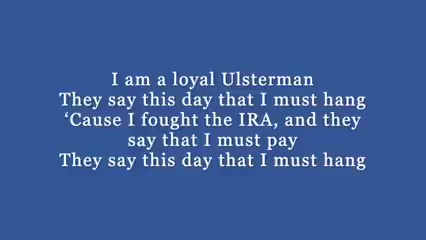 I am a loyal Ulsterman
They say this day that I must hang
‘Cause I fought the IRA, and they
say that I must pay
They say this day that I must hang